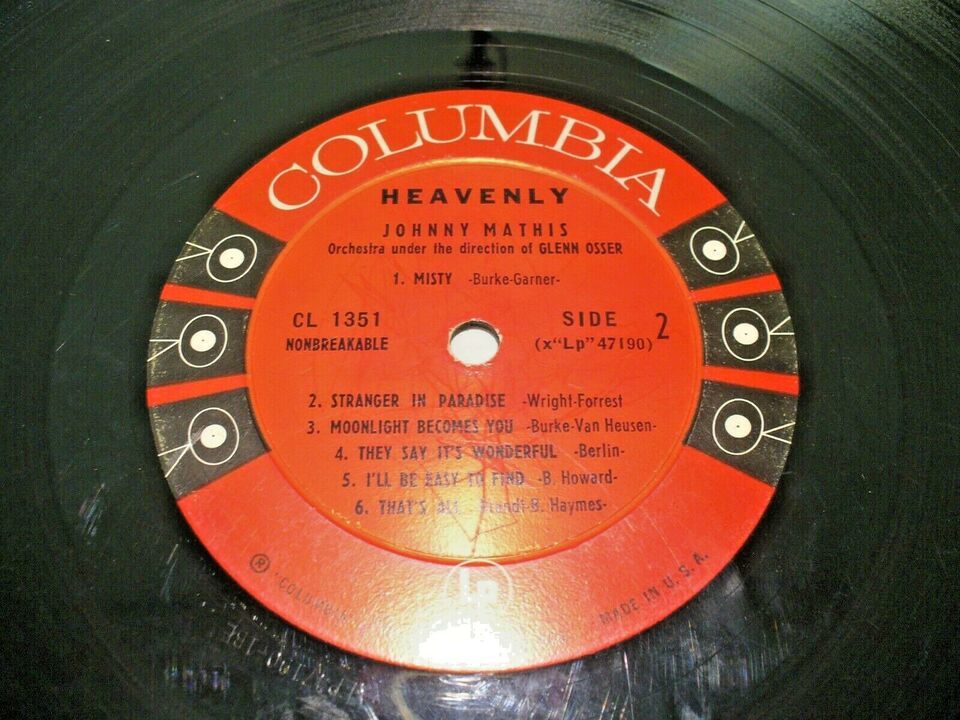 COLUMBIA
HEAVENLY
JOHNNY MATHIS
Orchestra under the direction of GLENN OSSER
1. MISTY -Burke-Garner-
CL 1351 SIDE 2
NONBREAKABLE (x"Lp"47190)
2. STRANGER IN PARADISE -Wright-Forrest
3. MOONLIGHT BECOMES YOU -Burke-Van Heusen-
4. THEY SAY IT'S WONDERFUL -Berlin-
5. I'LL BE EASY TO FIND -B. Howard-
6. THAT'S ALL Brandt-B. Haymes-
Lp
® "COLUMBIA
MADE IN U. S. A.